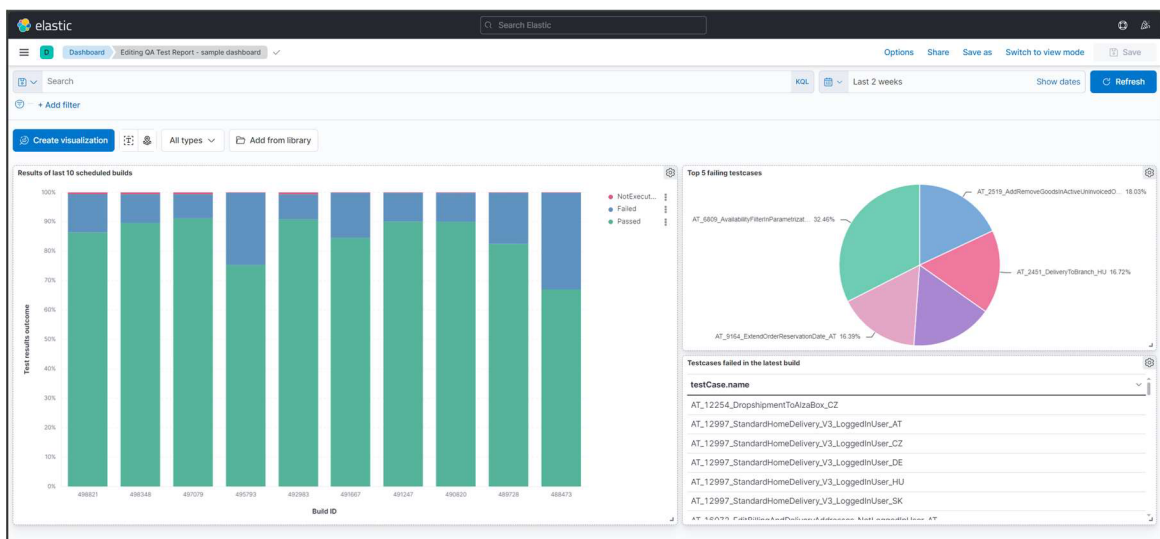 elastic
Search Elastic
D
Dashboard
Editing QA Test Report - sample dashboard
Options
Share
Save as
Switch to view mode
Save
Search
KQL
Last 2 weeks
Show dates
Refresh
+ Add filter
Create visualization
All types
Add from library
Results of last 10 scheduled builds
100%
90%
80%
70%
60%
50%
40%
30%
20%
10%
0%
Test results outcome
498821
498348
497079
495793
492983
491667
491247
490820
489728
488473
Build ID
NotExecut...
Failed
Passed
Top 5 failing testcases
AT_2519_AddRemoveGoodsInActiveUninvoicedO... 18.03%
AT_6809_AvailabilityFilterInParametrizat... 32.46%
AT_2451_DeliveryToBranch_HU 16.72%
AT_9164_ExtendOrderReservationDate_AT 16.39%
Testcases failed in the latest build
testCase.name
AT_12254_DropshipmentToAlzaBox_CZ
AT_12997_StandardHomeDelivery_V3_LoggedInUser_AT
AT_12997_StandardHomeDelivery_V3_LoggedInUser_CZ
AT_12997_StandardHomeDelivery_V3_LoggedInUser_DE
AT_12997_StandardHomeDelivery_V3_LoggedInUser_HU
AT_12997_StandardHomeDelivery_V3_LoggedInUser_SK